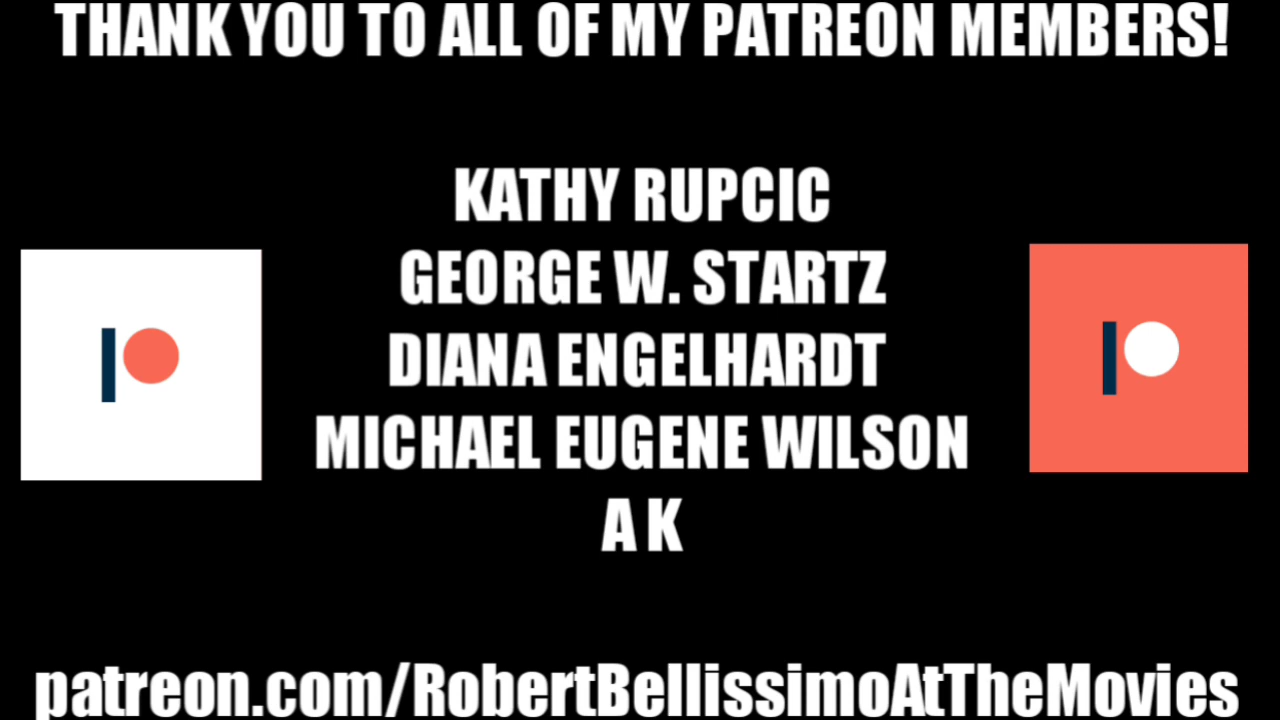 THANK YOU TO ALL OF MY PATREON MEMBERS!
KATHY RUPCIC
GEORGE W. STARTZ
DIANA ENGELHARDT
MICHAEL EUGENE WILSON
A K
patreon.com/RobertBellissimoAtTheMovies